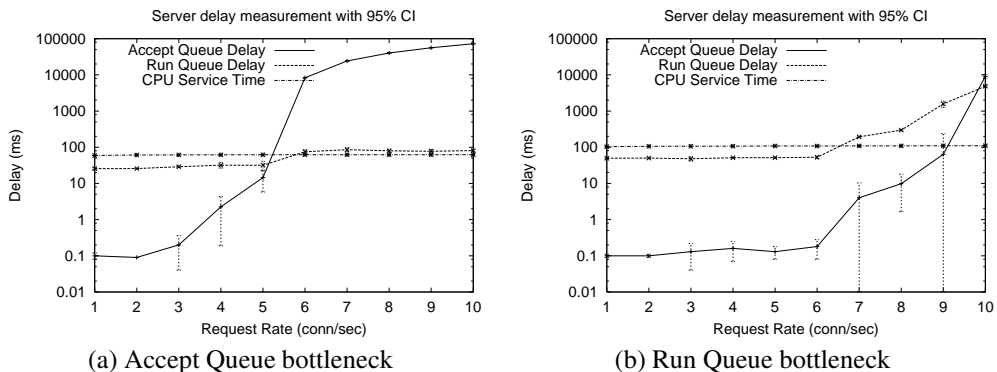 Server delay measurement with 95% CI
100000
10000
1000
100
10
1
0.1
0.01
Delay (ms)
Accept Queue Delay
Run Queue Delay
CPU Service Time
1 2 3 4 5 6 7 8 9 10
Request Rate (conn/sec)
(a) Accept Queue bottleneck
Server delay measurement with 95% CI
100000
10000
1000
100
10
1
0.1
0.01
Delay (ms)
Accept Queue Delay
Run Queue Delay
CPU Service Time
1 2 3 4 5 6 7 8 9 10
Request Rate (conn/sec)
(b) Run Queue bottleneck